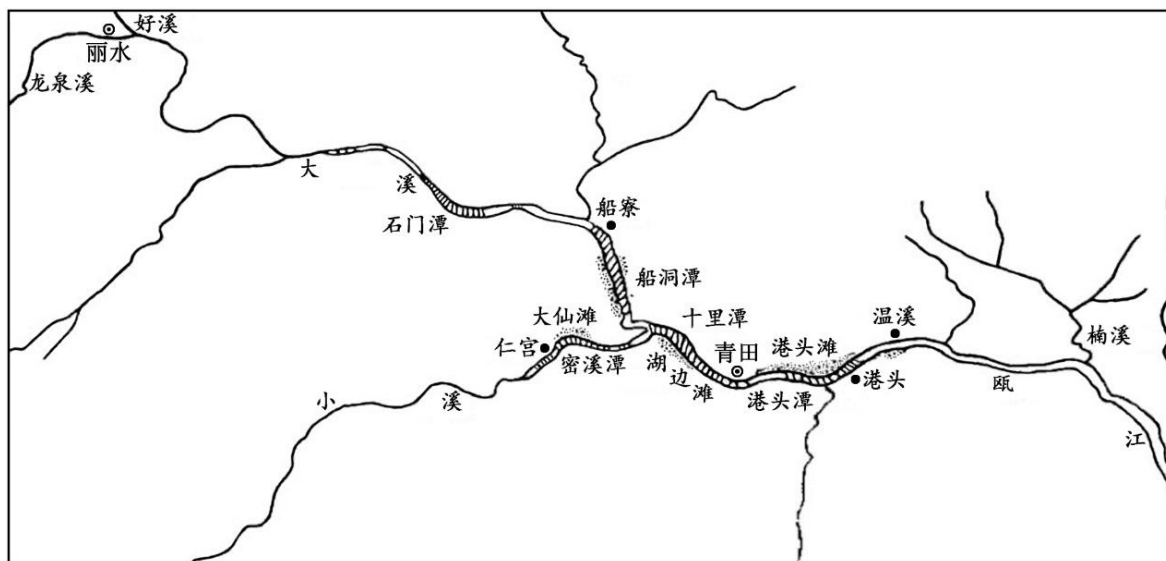 好溪
丽水
龙泉溪
大溪
石门潭
船寮
船洞潭
大仙滩
仁宫
密溪潭
十里潭
湖边滩
青田
港头滩
温溪
楠溪
港头潭
港头
瓯江
小溪